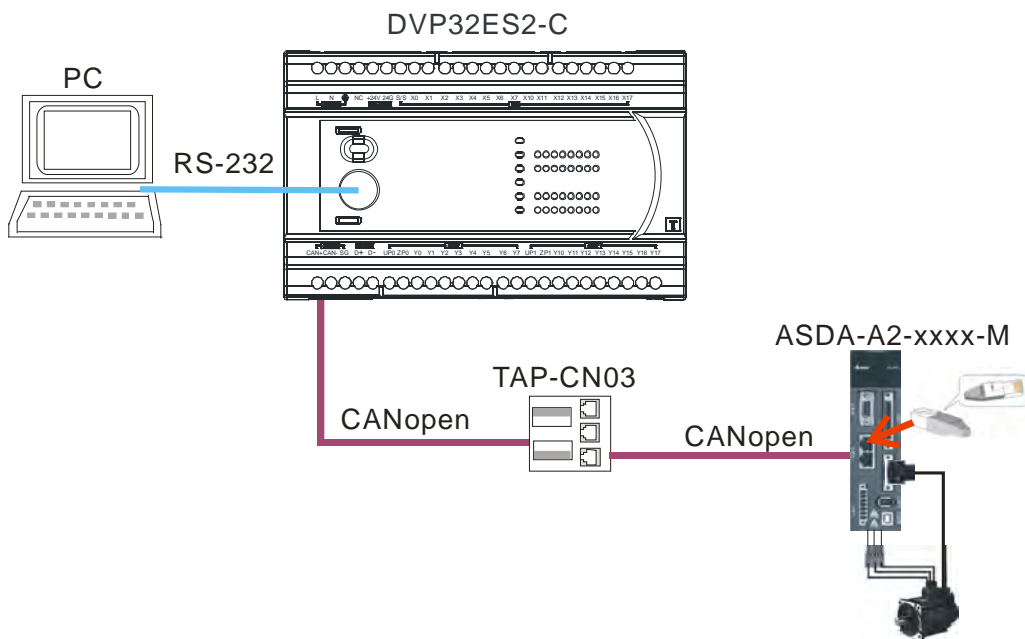 DVP32ES2-C
PC
L N NC +24V 24G S/S X0 X1 X2 X3 X4 X5 X6 X7 X10 X11 X12 X13 X14 X15 X16 X17
RS-232
T
CAN+ CAN- SG D+ D- UP0 ZP0 Y0 Y1 Y2 Y3 Y4 Y5 Y6 Y7 UP1 ZP1 Y10 Y11 Y12 Y13 Y14 Y15 Y16 Y17
ASDA-A2-xxxx-M
TAP-CN03
CANopen
CANopen